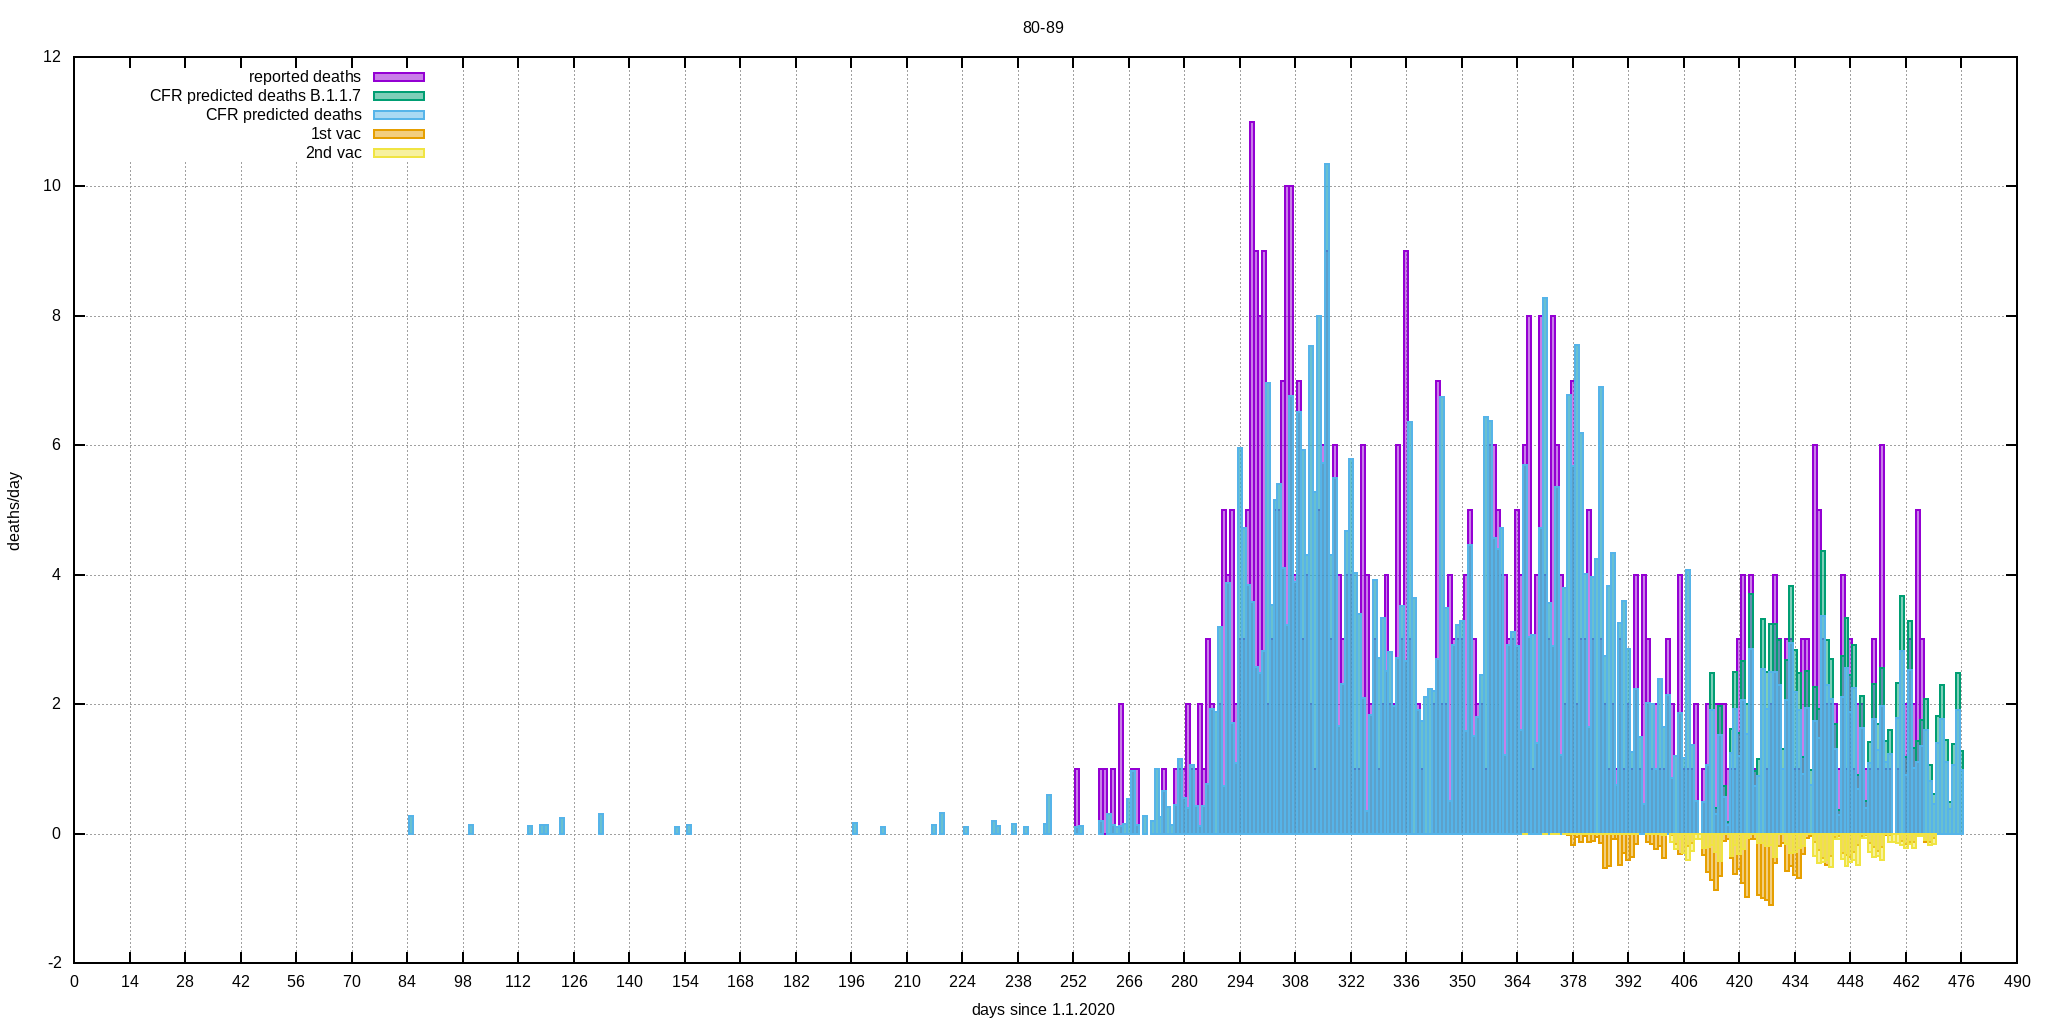 80-89
reported deaths
CFR predicted deaths B.1.1.7
CFR predicted deaths
1st vac
2nd vac
12
10
8
6
4
2
0
-2
deaths/day
0 14 28 42 56 70 84 98 112 126 140 154 168 182 196 210 224 238 252 266 280 294 308 322 336 350 364 378 392 406 420 434 448 462 476 490
days since 1.1.2020